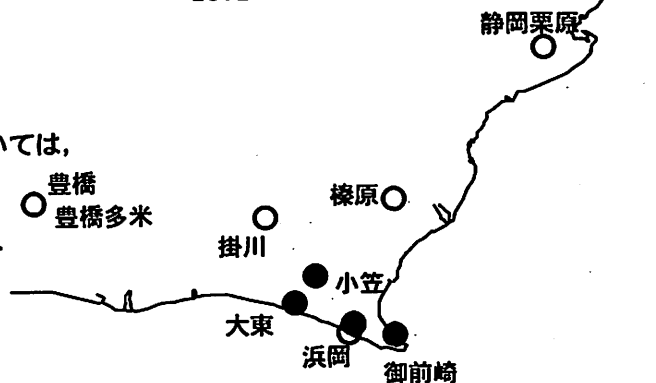 静岡栗原
いては,
豊橋
豊橋多米
榛原
掛川
小笠
大東
浜岡
御前崎